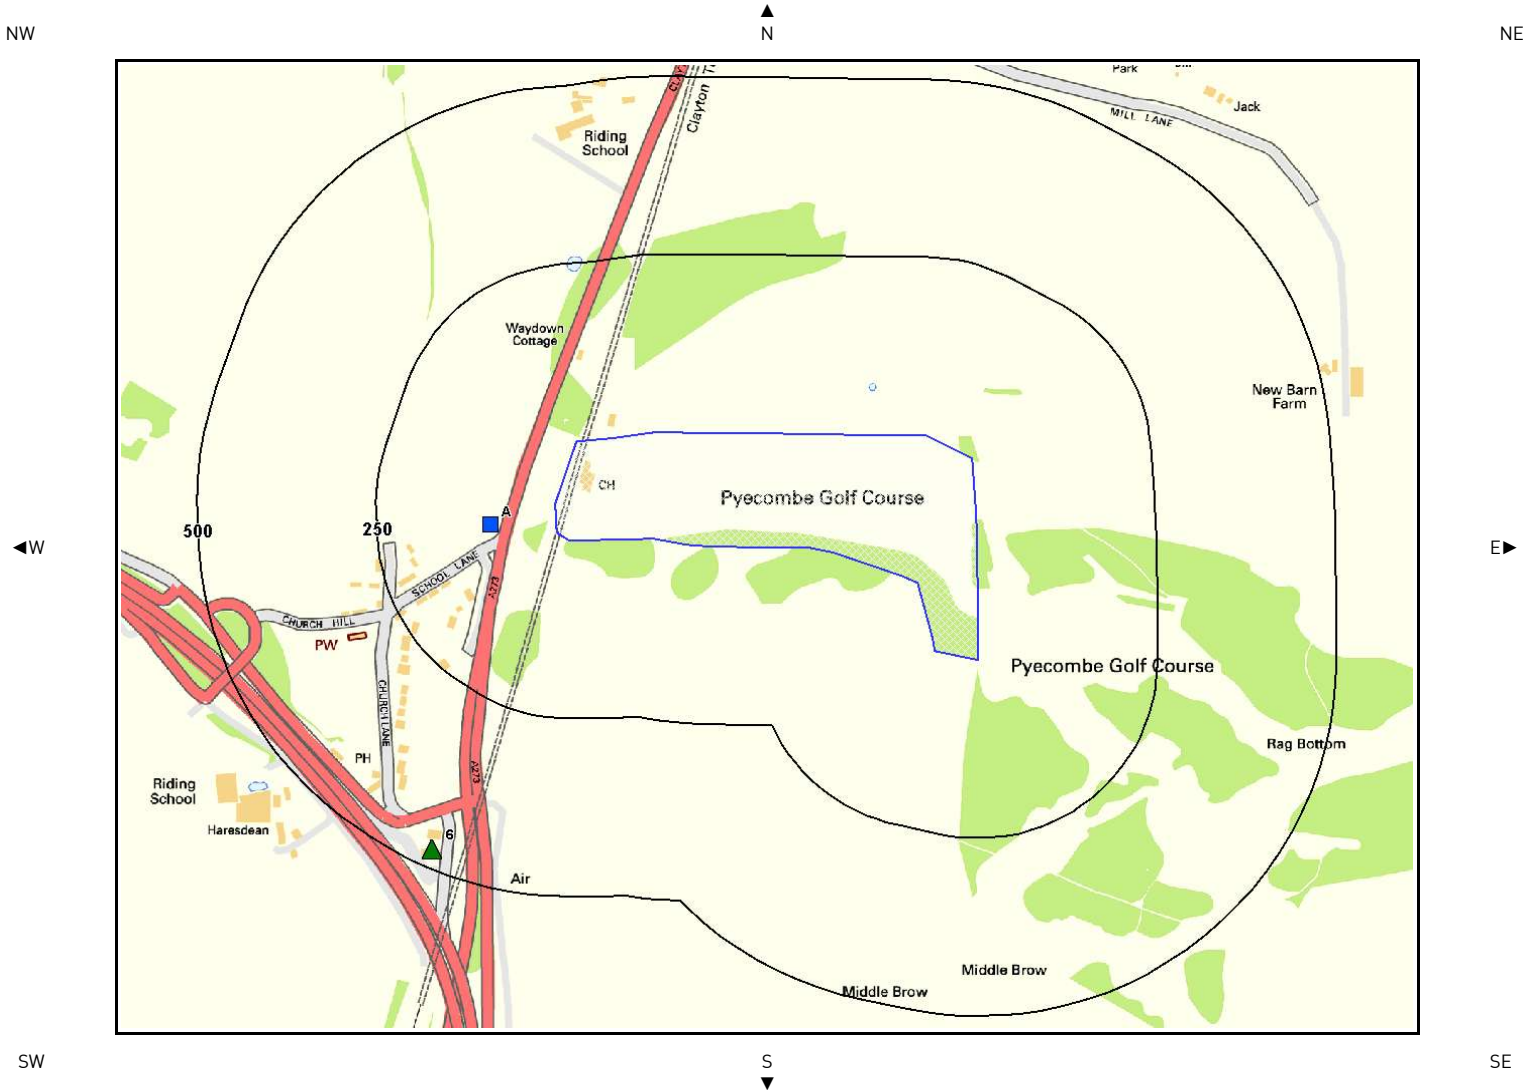 N
NW
NE
Park
CLAY
Clayton T
Jack
MILL LANE
Riding
School
Waydown
Cottage
New Barn
Farm
CH
Pyecombe Golf Course
A
500
250
W
E
SCHOOL LANE
A273
CHURCH HILL
PW
Pyecombe Golf Course
CHURCH LANE
Rag Bottom
PH
A273
Riding
School
Haresdean
6
Air
Middle Brow
Middle Brow
SW
S
SE